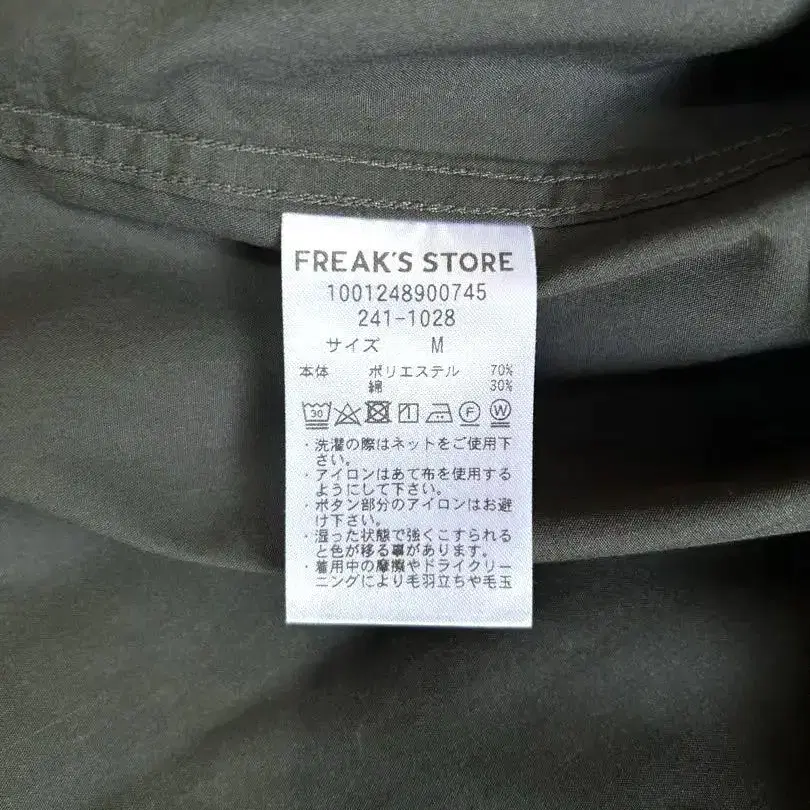 FREAK'S STORE
1001248900745
241-1028
サイズ M
本体 ポリエステル 70%
綿 30%
30 F W
・洗濯の際はネットをご使用下
さい。
・アイロンはあて布を使用する
ようにして下さい。
・ボタン部分のアイロンはお避
け下さい。
・湿った状態で強くこすられる
と色が移る事があります。
・着用中の摩擦やドライクリー
ニングにより毛羽立ちや毛玉